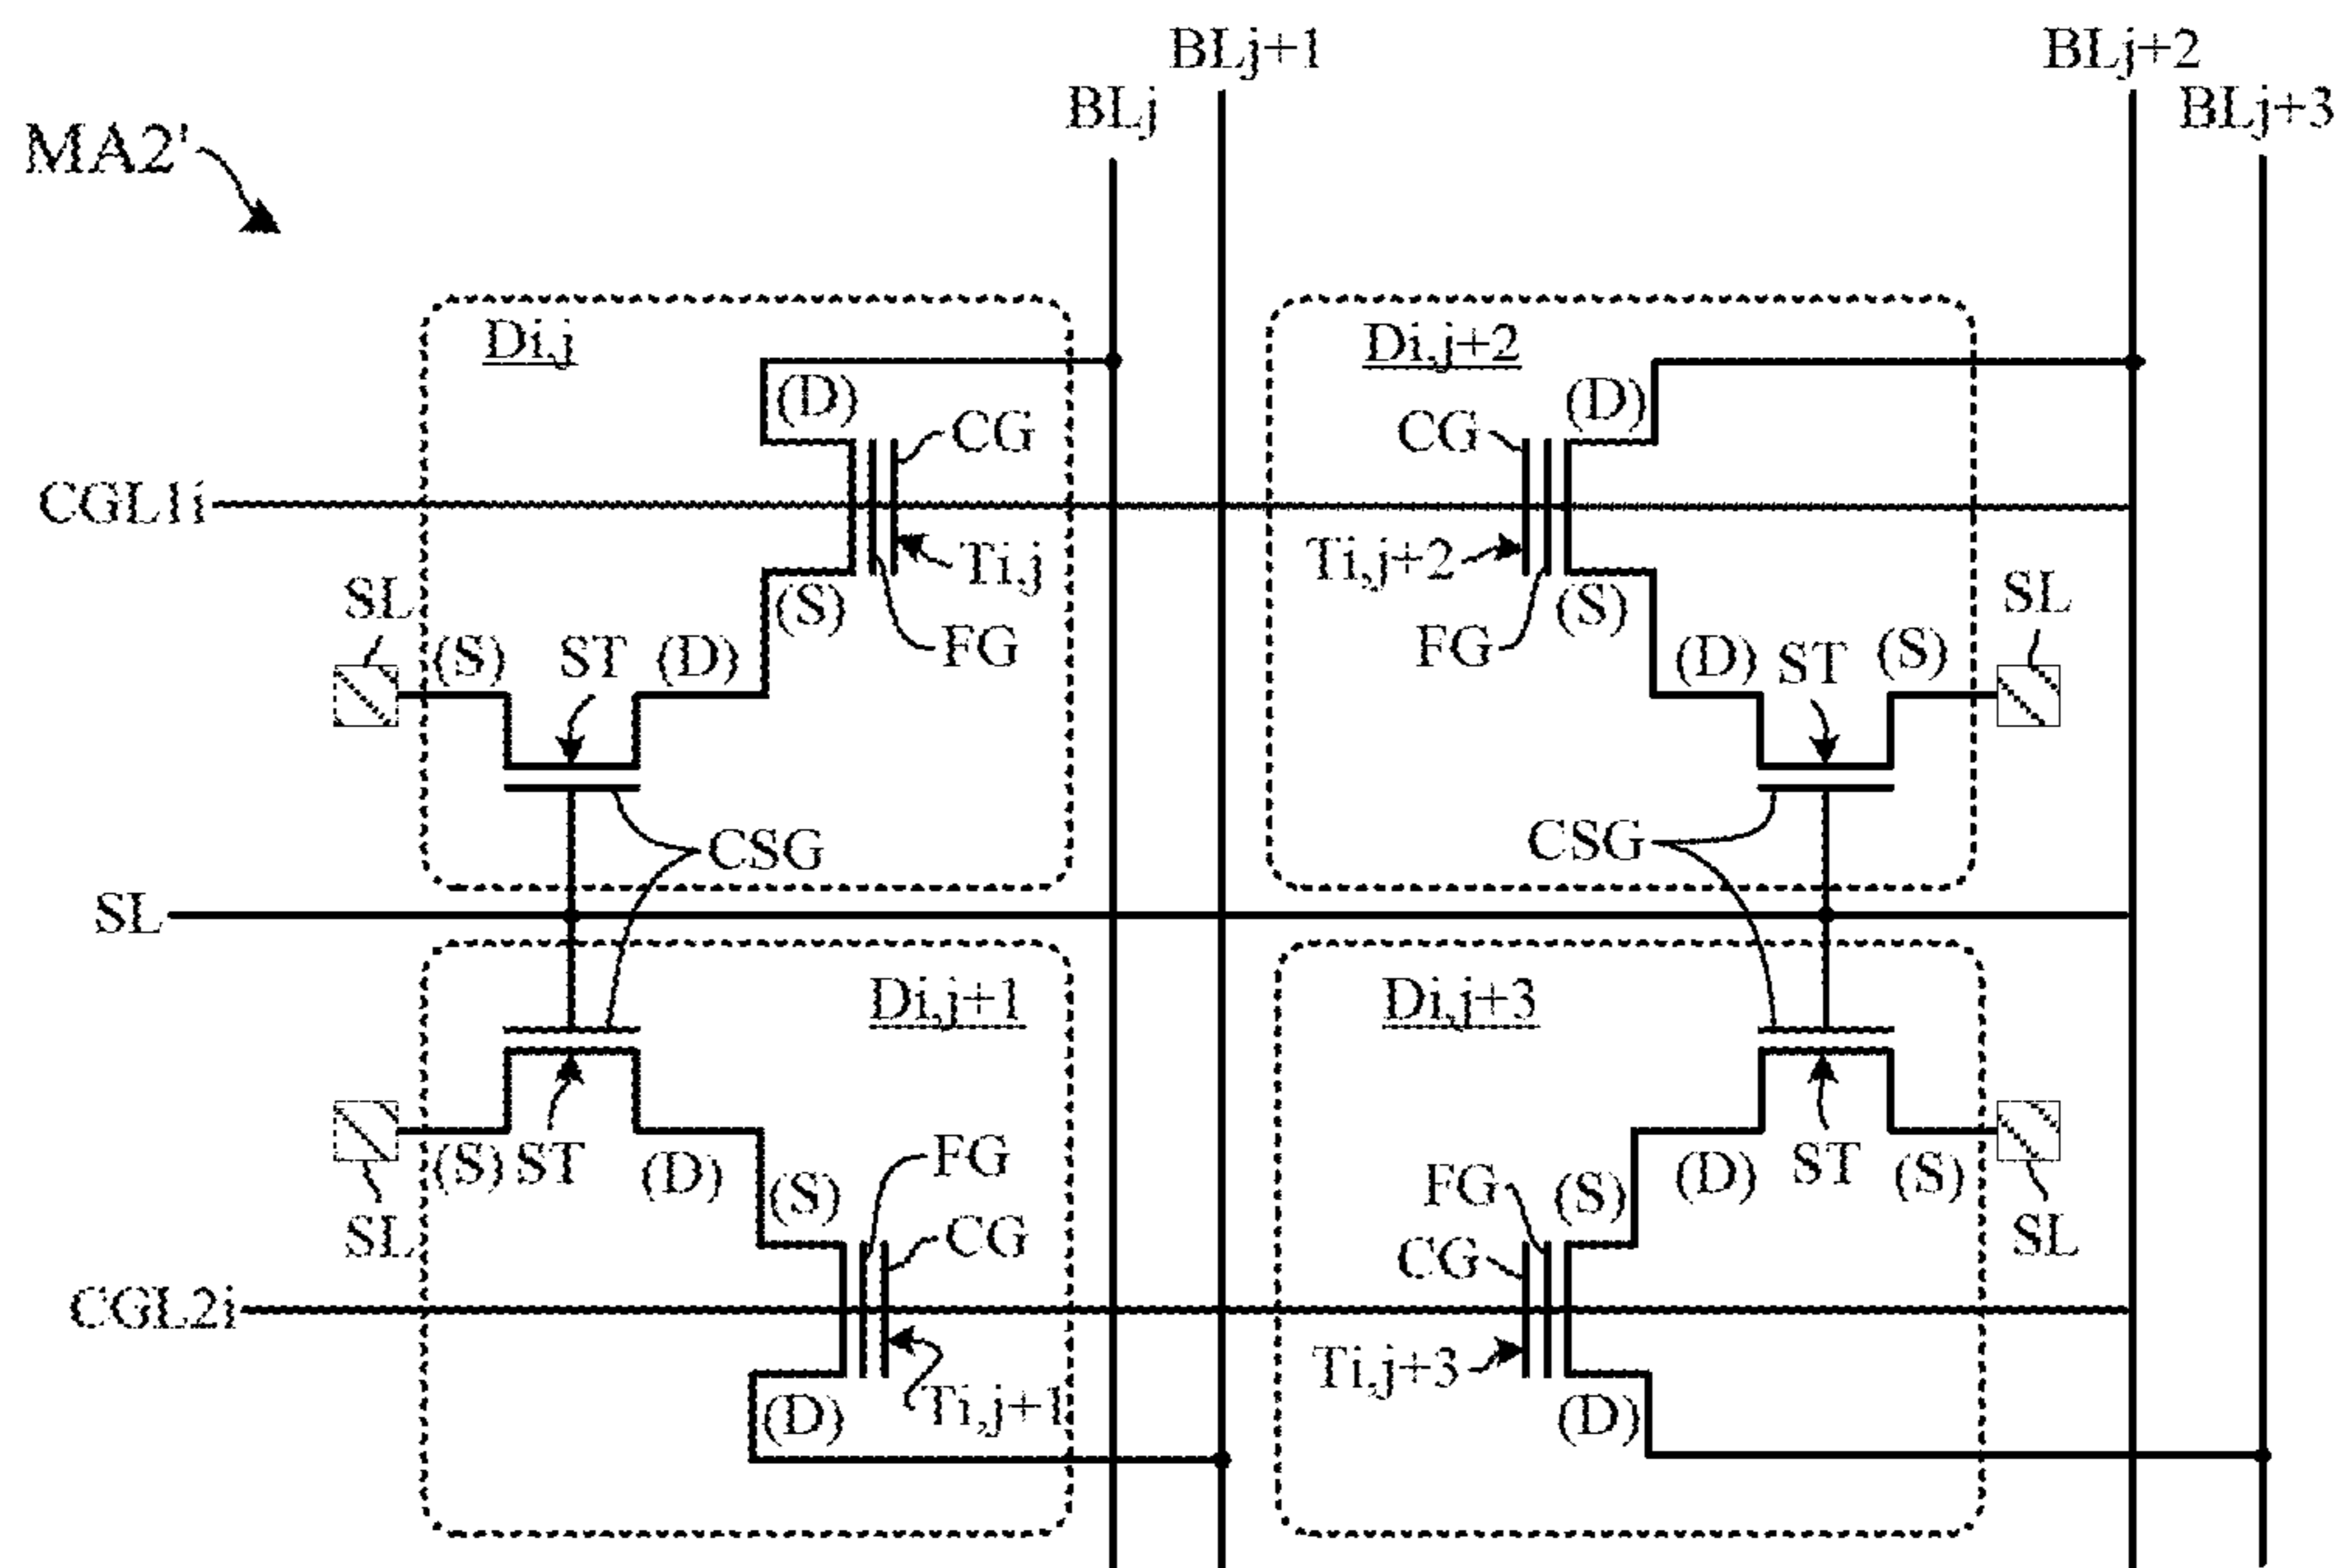 BLj+1
BLj+2
BLj
BLj+3
MA2'
Di,j
Di,j+2
(D)
(D)
CG
CG
CGL1i
Ti,j
Ti,j+2
SL
(S)
(S)
SL
FG
FG
(S)
ST
(D)
(D)
ST
(S)
CSG
CSG
SL
Di,j+1
Di,j+3
(S)
ST
(D)
FG
(D)
ST
(S)
(S)
FG
(S)
SL
CG
CG
SL
CGL2i
Ti,j+1
Ti,j+3
(D)
(D)